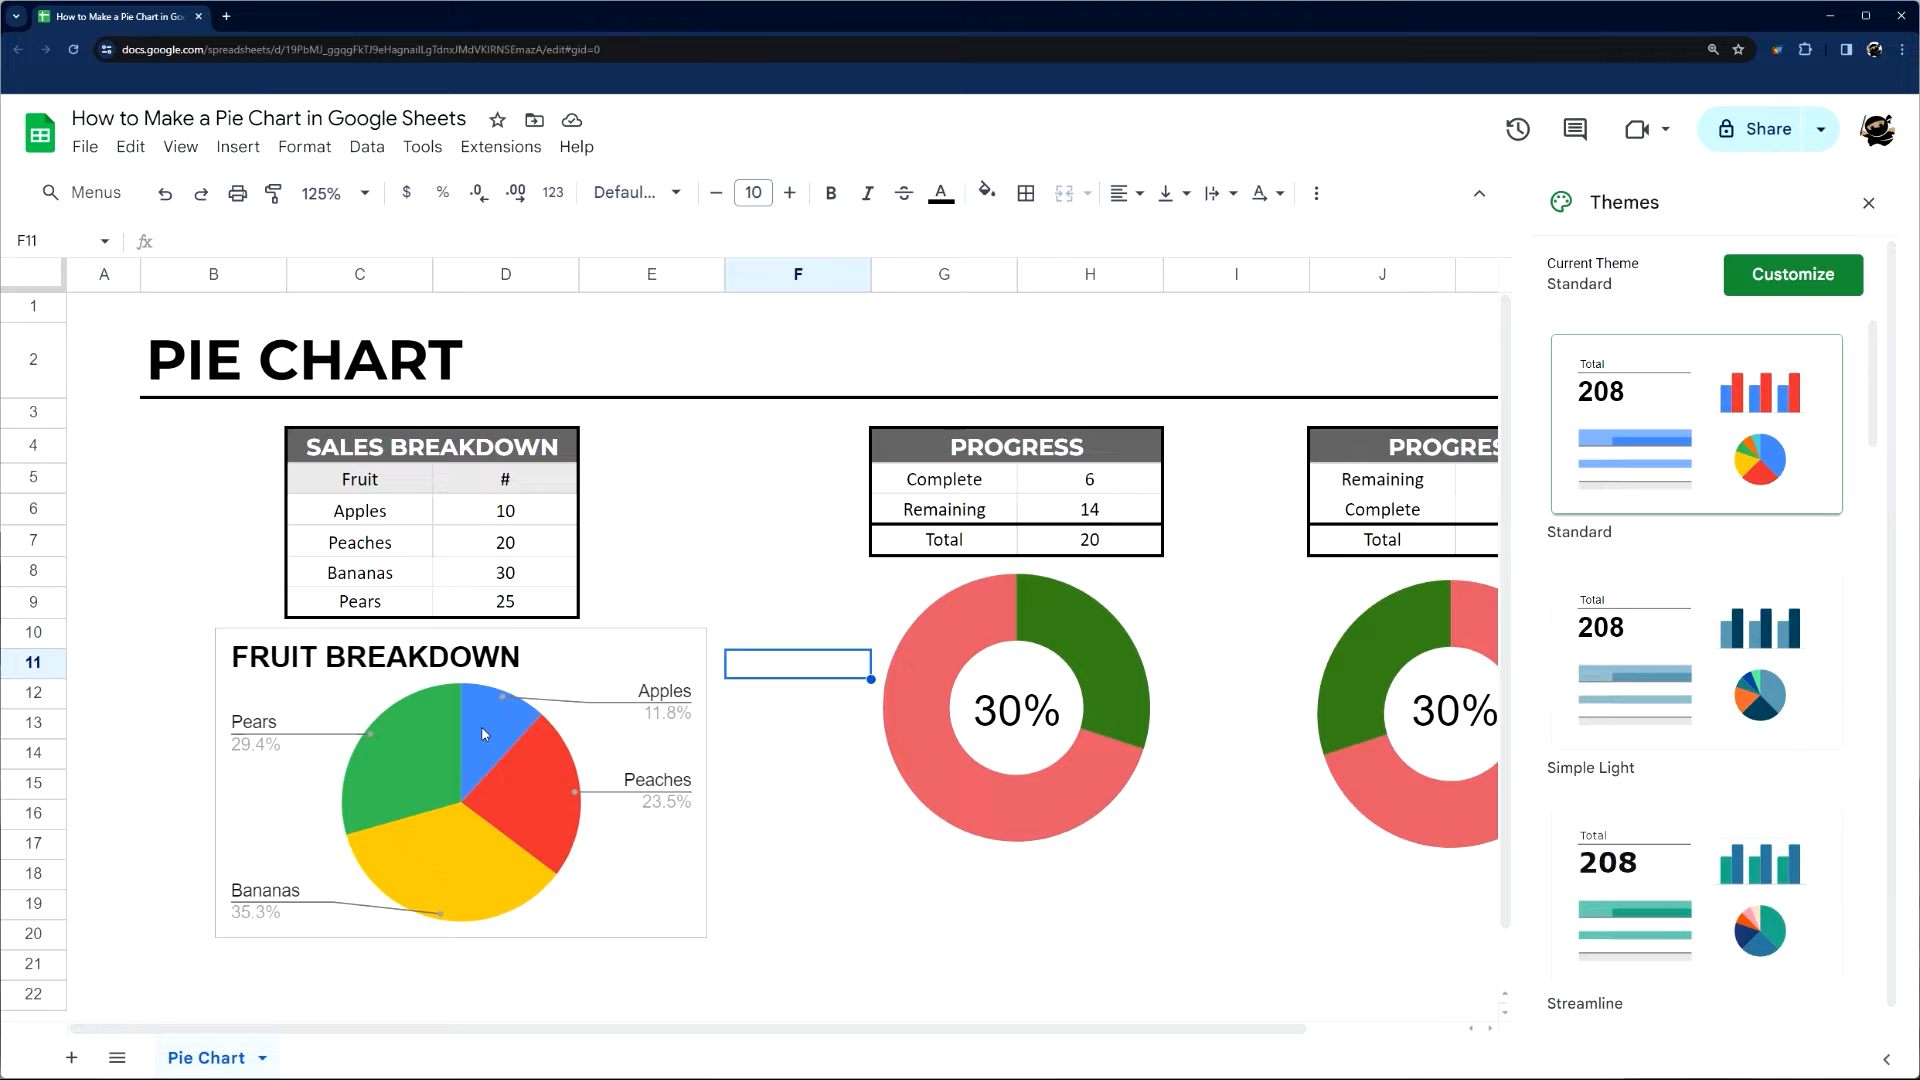 How to Make a Pie Chart in Goo
docs.google.com/spreadsheets/d/19PbMJ_ggqgFkTJ9eHagnailLgTdnxJMdVKlRNSEmazA/edit#gid=0
How to Make a Pie Chart in Google Sheets
Share
File Edit View Insert Format Data Tools Extensions Help
Menus 125% $ % .0 .00 123 Defaul... 10 B I S A
Themes
F11 fx
Current Theme
Standard
Customize
A B C D E F G H I J
1
2 PIE CHART
3
4 SALES BREAKDOWN PROGRESS PROGRES
5 Fruit # Complete 6 Remaining
6 Apples 10 Remaining 14 Complete
7 Peaches 20 Total 20 Total
8 Bananas 30
9 Pears 25
10
11 FRUIT BREAKDOWN
12 Apples
13 Pears 11.8% 30% 30%
14 29.4%
15 Peaches
16 23.5%
17
18
19 Bananas
20 35.3%
21
22
Total
208
Standard
Total
208
Simple Light
Total
208
Streamline
Pie Chart